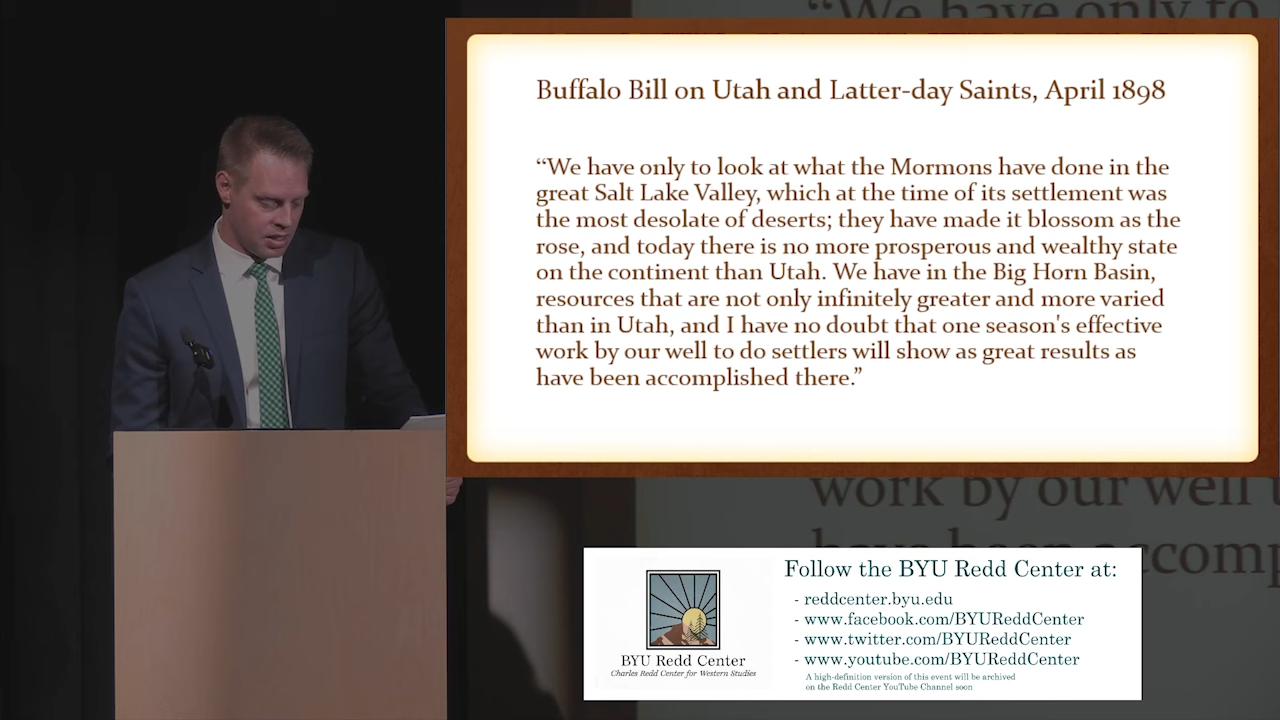 “We have only to
Buffalo Bill on Utah and Latter-day Saints, April 1898
“We have only to look at what the Mormons have done in the
great Salt Lake Valley, which at the time of its settlement was
the most desolate of deserts; they have made it blossom as the
rose, and today there is no more prosperous and wealthy state
on the continent than Utah. We have in the Big Horn Basin,
resources that are not only infinitely greater and more varied
than in Utah, and I have no doubt that one season's effective
work by our well to do settlers will show as great results as
have been accomplished there.”
work by our well
have been
Follow the BYU Redd Center at:
- reddcenter.byu.edu
- www.facebook.com/BYUReddCenter
- www.twitter.com/BYUReddCenter
- www.youtube.com/BYUReddCenter
A high-definition version of this event will be archived
on the Redd Center YouTube Channel soon
BYU Redd Center
Charles Redd Center for Western Studies